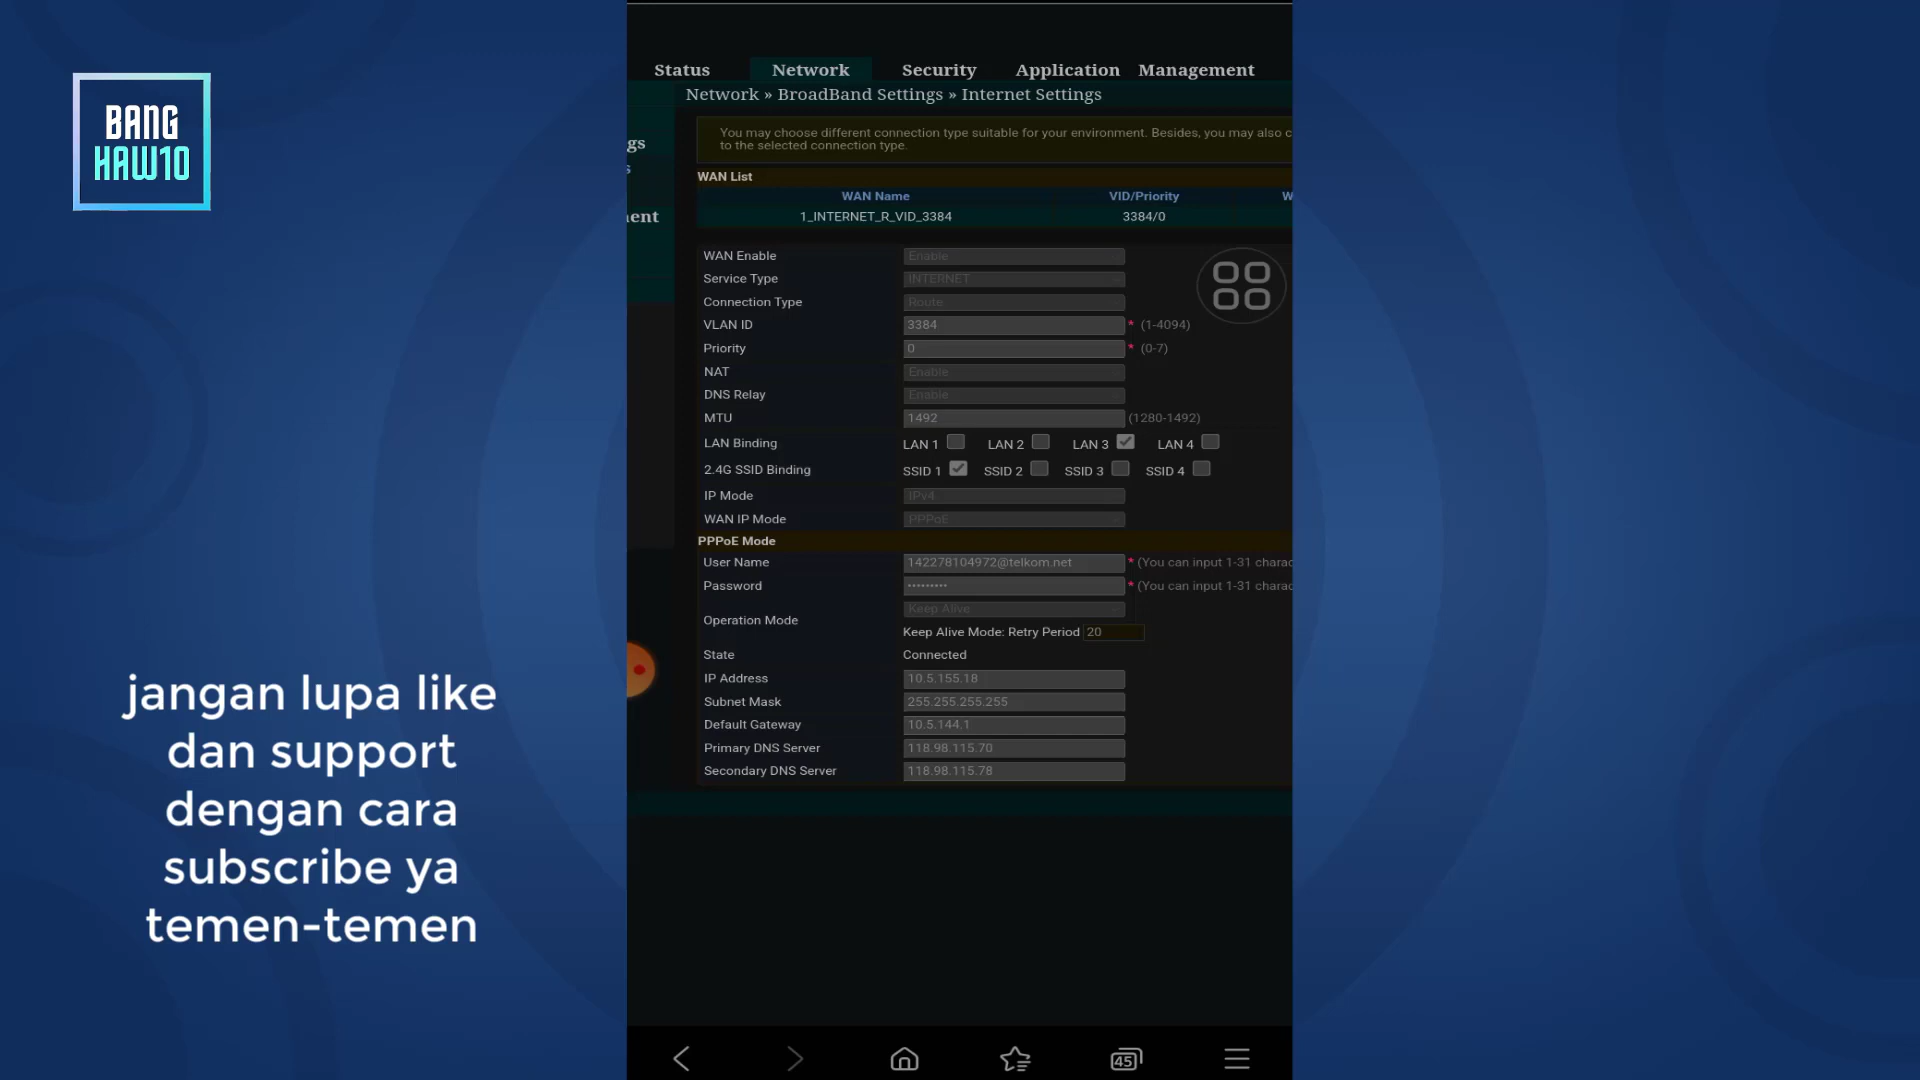 BANG
HAW10
jangan lupa like
dan support
dengan cara
subscribe ya
temen-temen
Status Network Security Application Management
Network » BroadBand Settings » Internet Settings
gs
s
ent
You may choose different connection type suitable for your environment. Besides, you may also c
to the selected connection type.
WAN List
WAN Name VID/Priority W
1_INTERNET_R_VID_3384 3384/0
WAN Enable Enable
Service Type INTERNET
Connection Type Route
VLAN ID 3384 * (1-4094)
Priority 0 * (0-7)
NAT Enable
DNS Relay Enable
MTU 1492 (1280-1492)
LAN Binding LAN 1 LAN 2 LAN 3 LAN 4
2.4G SSID Binding SSID 1 SSID 2 SSID 3 SSID 4
IP Mode IPv4
WAN IP Mode PPPoE
PPPoE Mode
User Name 142278104972@telkom.net * (You can input 1-31 charac
Password ••••••••• * (You can input 1-31 charac
Operation Mode Keep Alive
Keep Alive Mode: Retry Period 20
State Connected
IP Address 10.5.155.18
Subnet Mask 255.255.255.255
Default Gateway 10.5.144.1
Primary DNS Server 118.98.115.70
Secondary DNS Server 118.98.115.78
45